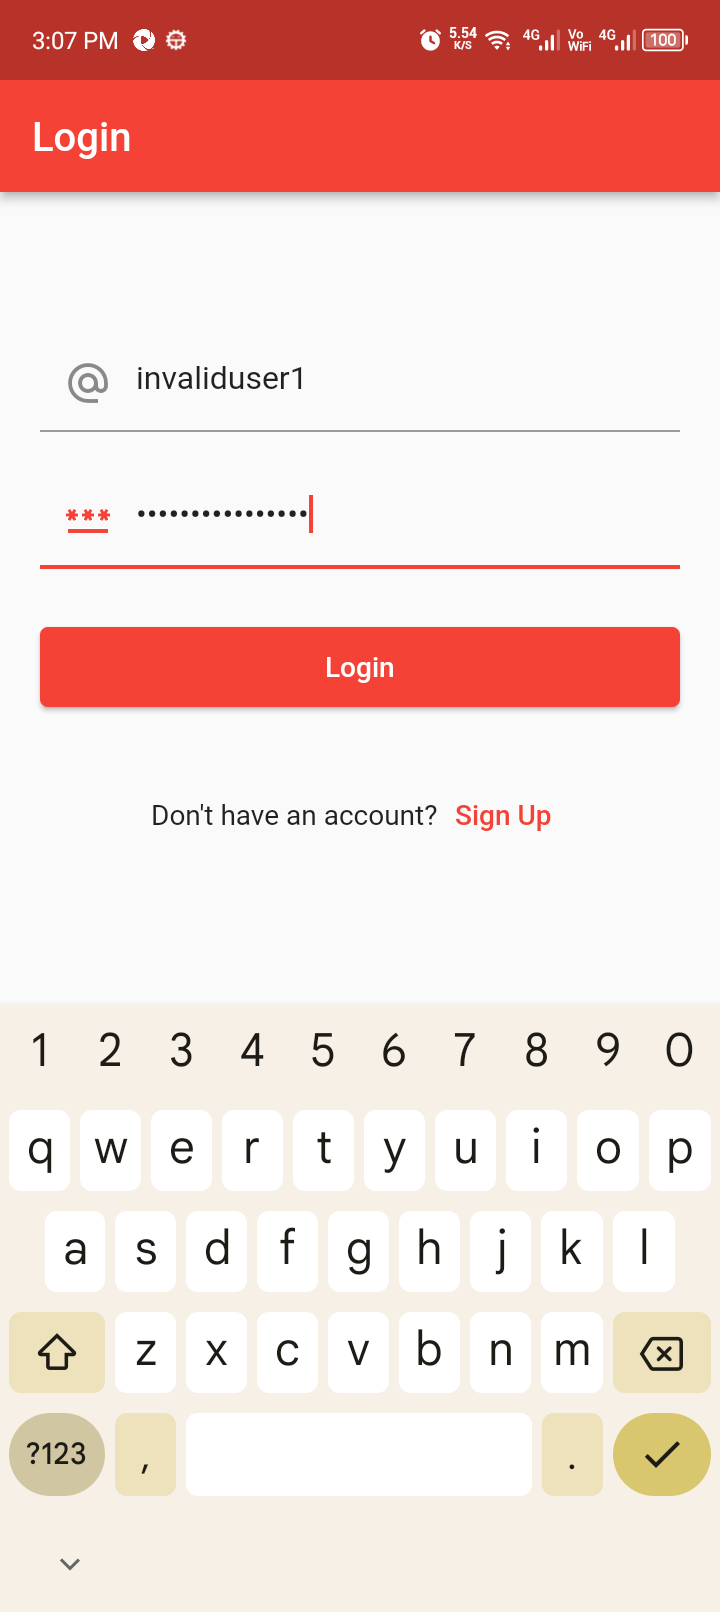 3:07 PM 5.54 K/S 4G Vo WiFi 4G 100
Login
invaliduser1
•••••••••••••••• 
Login
Don't have an account? Sign Up
1 2 3 4 5 6 7 8 9 0
q w e r t y u i o p
a s d f g h j k l
z x c v b n m
?123 , .